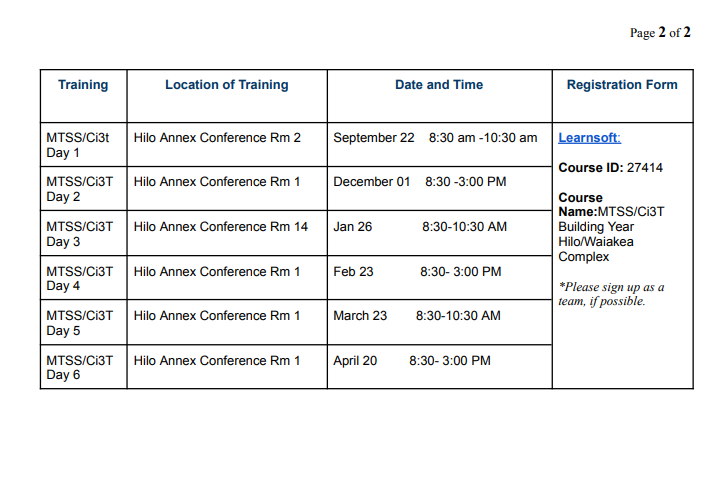 Page 2 of 2
Training
Location of Training
Date and Time
Registration Form
MTSS/Ci3t
Day 1
Hilo Annex Conference Rm 2
September 22 8:30 am -10:30 am
Learnsoft:
Course ID: 27414
Course
Name:MTSS/Ci3T
Building Year
Hilo/Waiakea
Complex
*Please sign up as a
team, if possible.
MTSS/Ci3T
Day 2
Hilo Annex Conference Rm 1
December 01 8:30 -3:00 PM
MTSS/Ci3T
Day 3
Hilo Annex Conference Rm 14
Jan 26 8:30-10:30 AM
MTSS/Ci3T
Day 4
Hilo Annex Conference Rm 1
Feb 23 8:30- 3:00 PM
MTSS/Ci3T
Day 5
Hilo Annex Conference Rm 1
March 23 8:30-10:30 AM
MTSS/Ci3T
Day 6
Hilo Annex Conference Rm 1
April 20 8:30- 3:00 PM